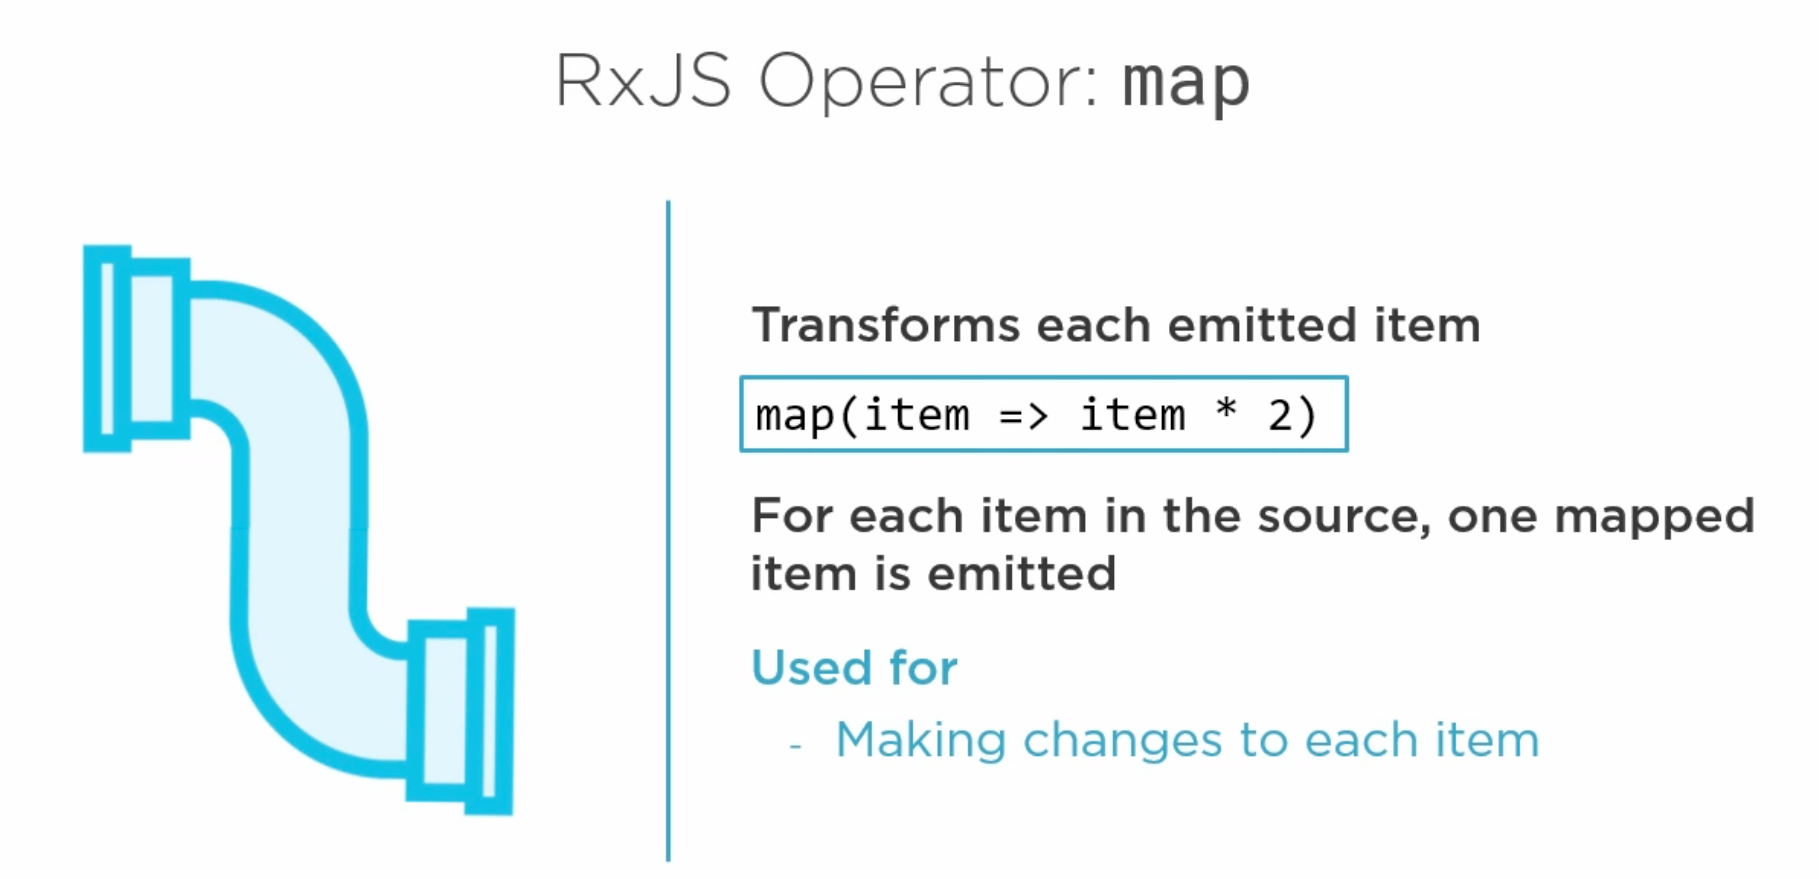 RxJS Operator: map
Transforms each emitted item
map(item => item * 2)
For each item in the source, one mapped
item is emitted
Used for
- Making changes to each item